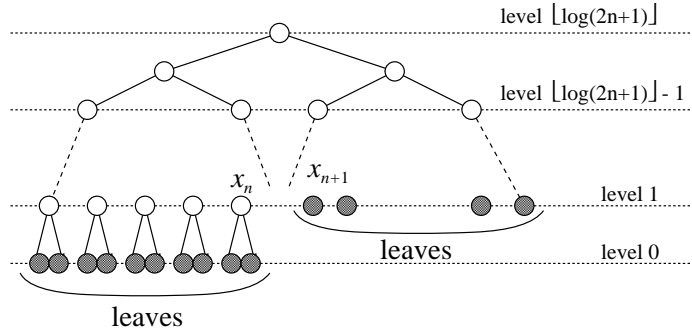 level ⌊log(2n+1)⌋
level ⌊log(2n+1)⌋ - 1
x_n
x_{n+1}
level 1
leaves
level 0
leaves